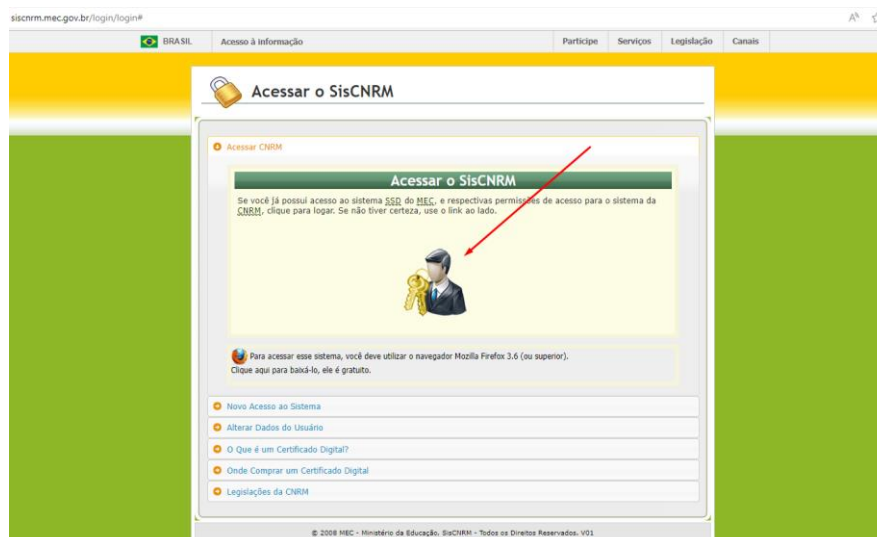 siscnrm.mec.gov.br/login/login#
BRASIL Acesso à informação Participe Serviços Legislação Canais
Acessar o SisCNRM
Acessar CNRM
Acessar o SisCNRM
Se você já possui acesso ao sistema SSD do MEC, e respectivas permissões de acesso para o sistema da
CNRM, clique para logar. Se não tiver certeza, use o link ao lado.
Para acessar esse sistema, você deve utilizar o navegador Mozilla Firefox 3.6 (ou superior).
Clique aqui para baixá-lo, ele é gratuito.
Novo Acesso ao Sistema
Alterar Dados do Usuário
O Que é um Certificado Digital?
Onde Comprar um Certificado Digital
Legislações da CNRM
© 2008 MEC - Ministério da Educação. SisCNRM - Todos os Direitos Reservados. V01